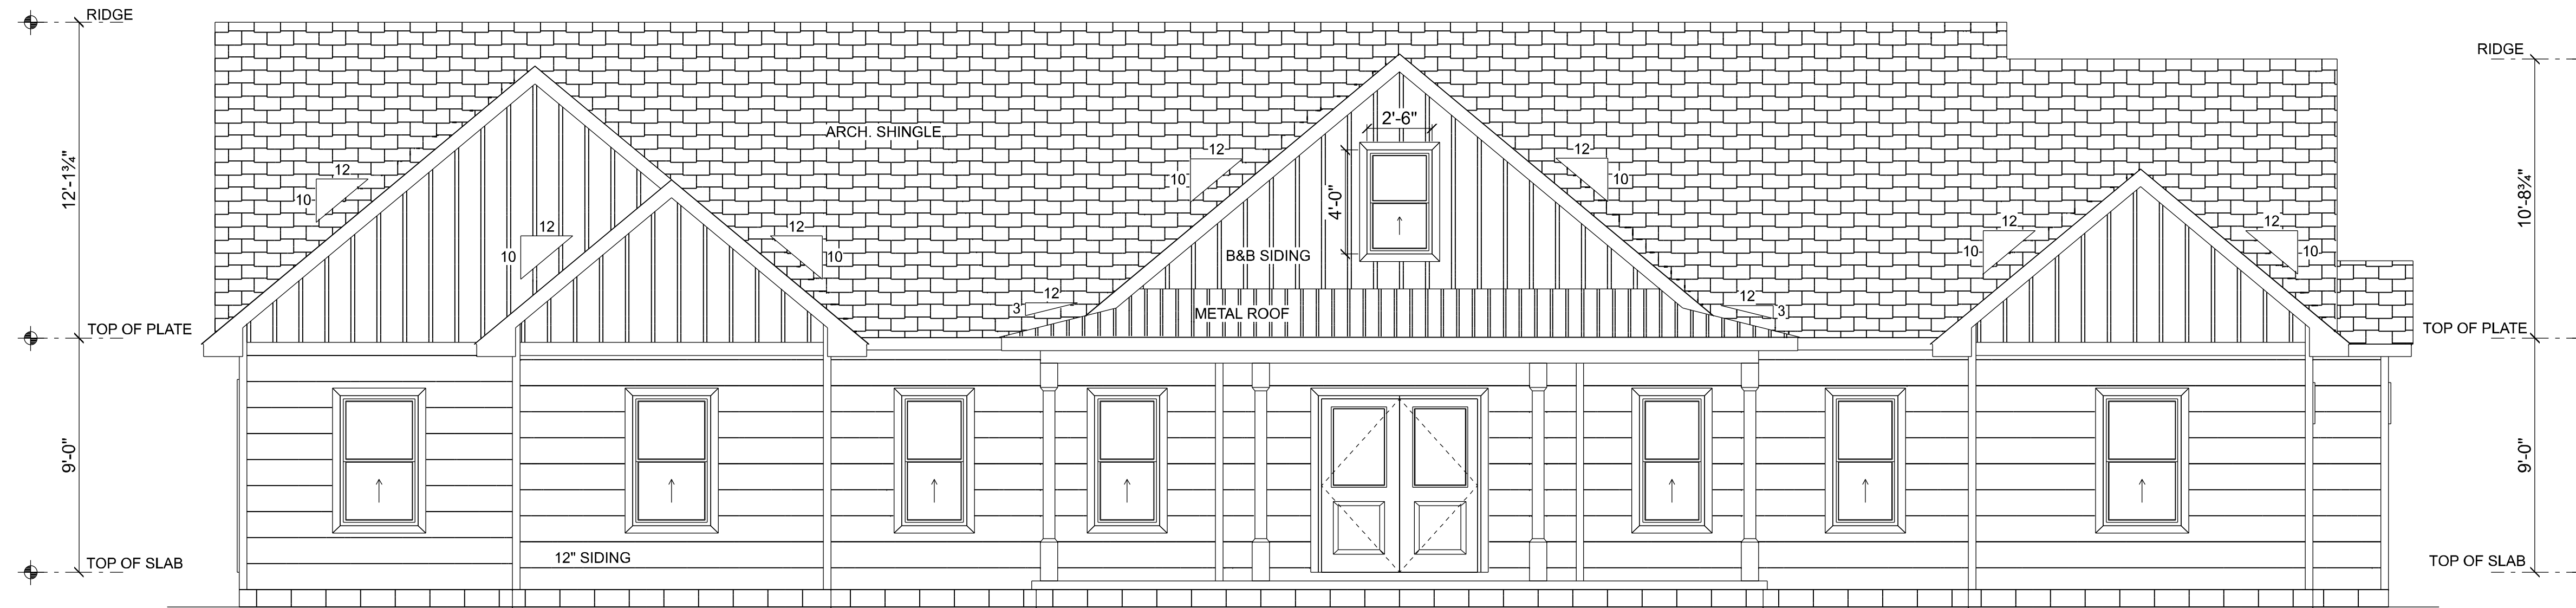 RIDGE
RIDGE
ARCH. SHINGLE
2'-6"
12
12
12
10
10
10
4'-0"
12'-1¾"
10'-8¾"
12
12
12
12
10
10
10
10
B&B SIDING
12
12
3
3
METAL ROOF
TOP OF PLATE
TOP OF PLATE
9'-0"
9'-0"
12" SIDING
TOP OF SLAB
TOP OF SLAB